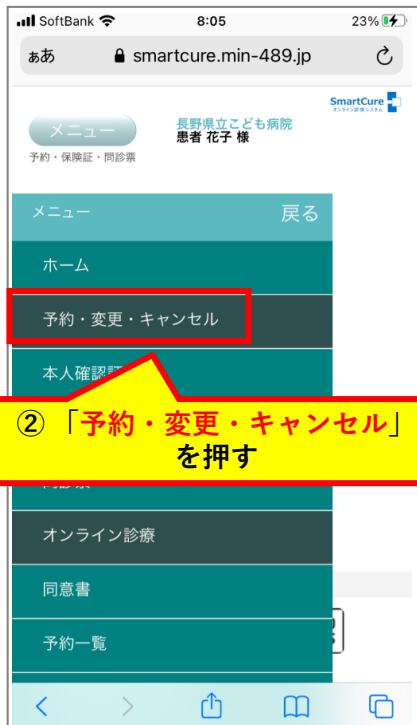 SoftBank 8:05 23%
ああ smartcure.min-489.jp
SmartCure
オンライン診療システム
メニュー
長野県立こども病院
患者 花子 様
予約・保険証・問診票
メニュー 戻る
ホーム
予約・変更・キャンセル
本人確認
② 「予約・変更・キャンセル」
を押す
問診票
オンライン診療
同意書
予約一覧